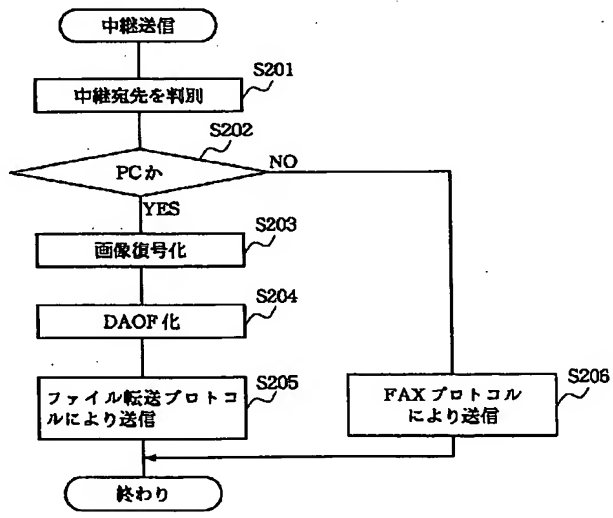 中継送信
S201
中継宛先を判別
S202
PCか
NO
YES
S203
画像復号化
S204
DAOF化
S205
ファイル転送プロトコ
ルにより送信
S206
FAXプロトコル
により送信
終わり